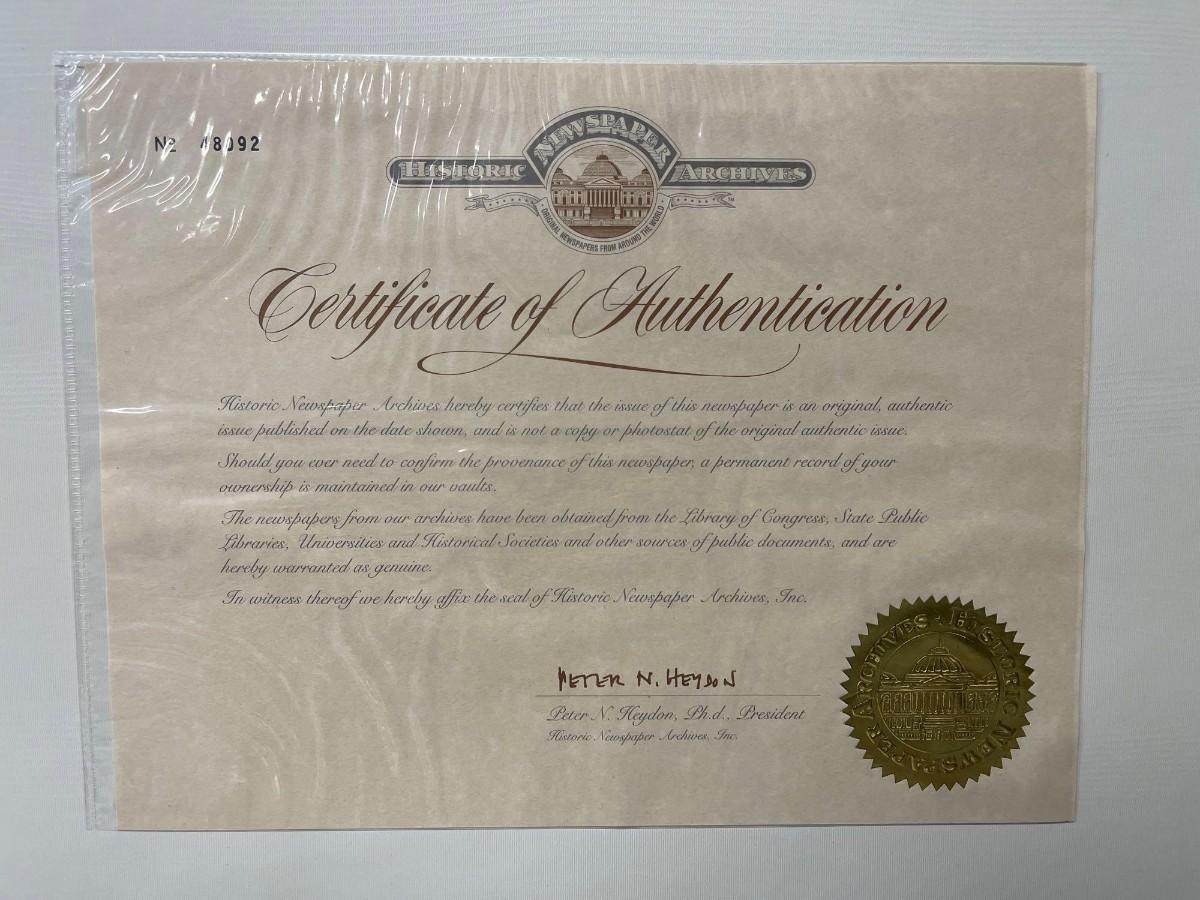 № 48092
HISTORIC NEWSPAPER ARCHIVES
ORIGINAL NEWSPAPERS FROM AROUND THE WORLD
TM
Certificate of Authentication
Historic Newspaper Archives hereby certifies that the issue of this newspaper is an original, authentic
issue published on the date shown, and is not a copy or photostat of the original authentic issue.
Should you ever need to confirm the provenance of this newspaper, a permanent record of your
ownership is maintained in our vaults.
The newspapers from our archives have been obtained from the Library of Congress, State Public
Libraries, Universities and Historical Societies and other sources of public documents, and are
hereby warranted as genuine.
In witness thereof we hereby affix the seal of Historic Newspaper Archives, Inc.
PETER N. HEYDON
Peter N. Heydon, Ph.d., President
Historic Newspaper Archives, Inc.
HISTORIC NEWSPAPER ARCHIVES